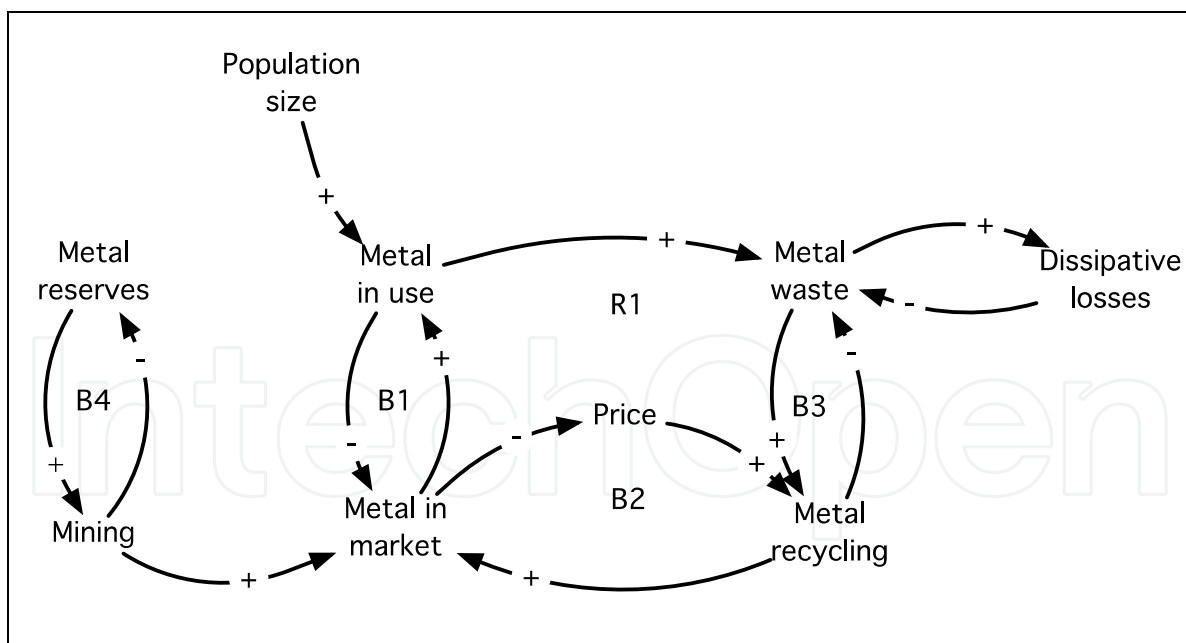 Population
size
+
Metal
reserves
Metal
in use
+
Metal
waste
+
Dissipative
losses
R1
-
-
+
-
B4
B1
Price
B3
-
-
+
+
+
B2
Metal in
market
Metal
recycling
Mining
+
+
IntechOpen